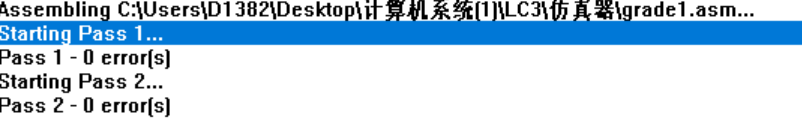 Assembling C:\Users\D1382\Desktop\计算机系统(1)\LC3\仿真器\grade1.asm...
Starting Pass 1...
Pass 1 - 0 error(s)
Starting Pass 2...
Pass 2 - 0 error(s)